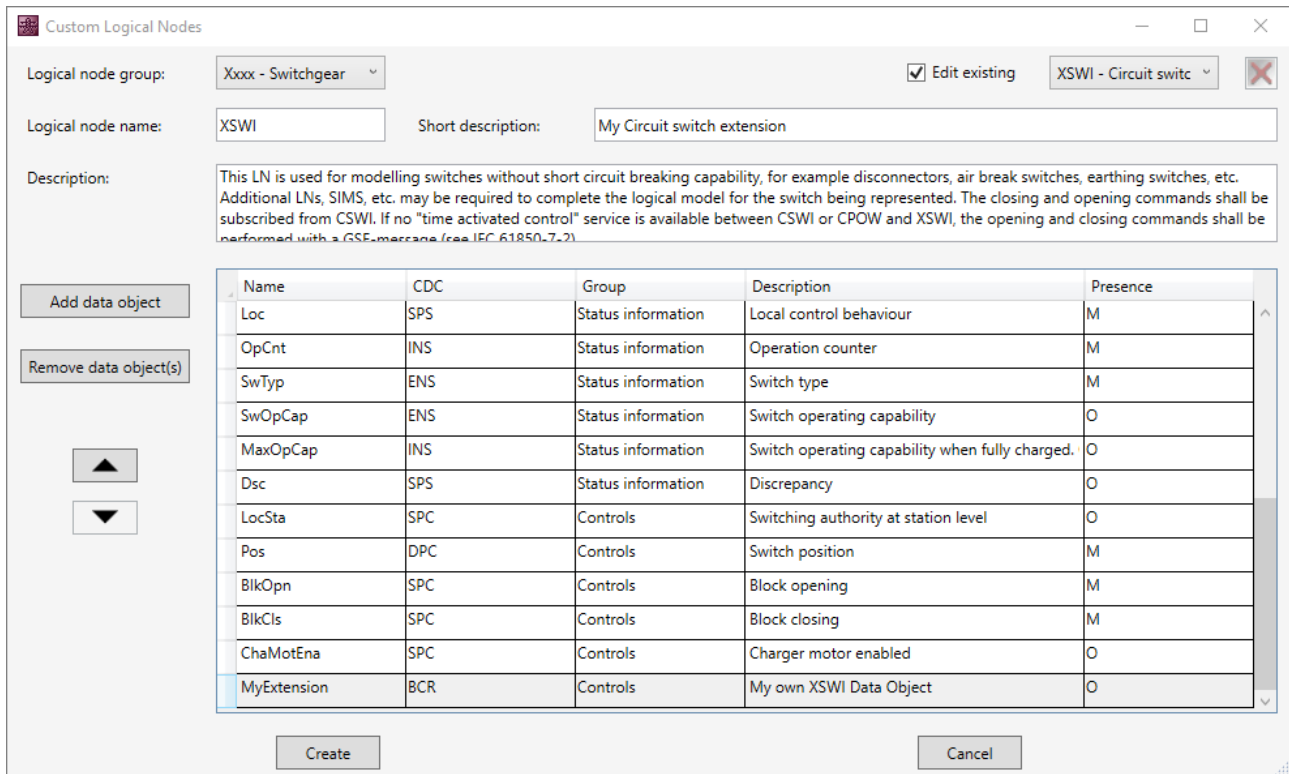 Custom Logical Nodes
Logical node group: Xxxx - Switchgear Edit existing XSWI - Circuit switc
Logical node name: XSWI Short description: My Circuit switch extension
Description:
This LN is used for modelling switches without short circuit breaking capability, for example disconnectors, air break switches, earthing switches, etc.
Additional LNs, SIMS, etc. may be required to complete the logical model for the switch being represented. The closing and opening commands shall be
subscribed from CSWI. If no "time activated control" service is available between CSWI or CPOW and XSWI, the opening and closing commands shall be
performed with a GSE-message (see IEC 61850-7-2)
Add data object
Remove data object(s)
Name CDC Group Description Presence
Loc SPS Status information Local control behaviour M
OpCnt INS Status information Operation counter M
SwTyp ENS Status information Switch type M
SwOpCap ENS Status information Switch operating capability O
MaxOpCap INS Status information Switch operating capability when fully charged. O
Dsc SPS Status information Discrepancy O
LocSta SPC Controls Switching authority at station level O
Pos DPC Controls Switch position M
BlkOpn SPC Controls Block opening M
BlkCls SPC Controls Block closing M
ChaMotEna SPC Controls Charger motor enabled O
MyExtension BCR Controls My own XSWI Data Object O
Create Cancel